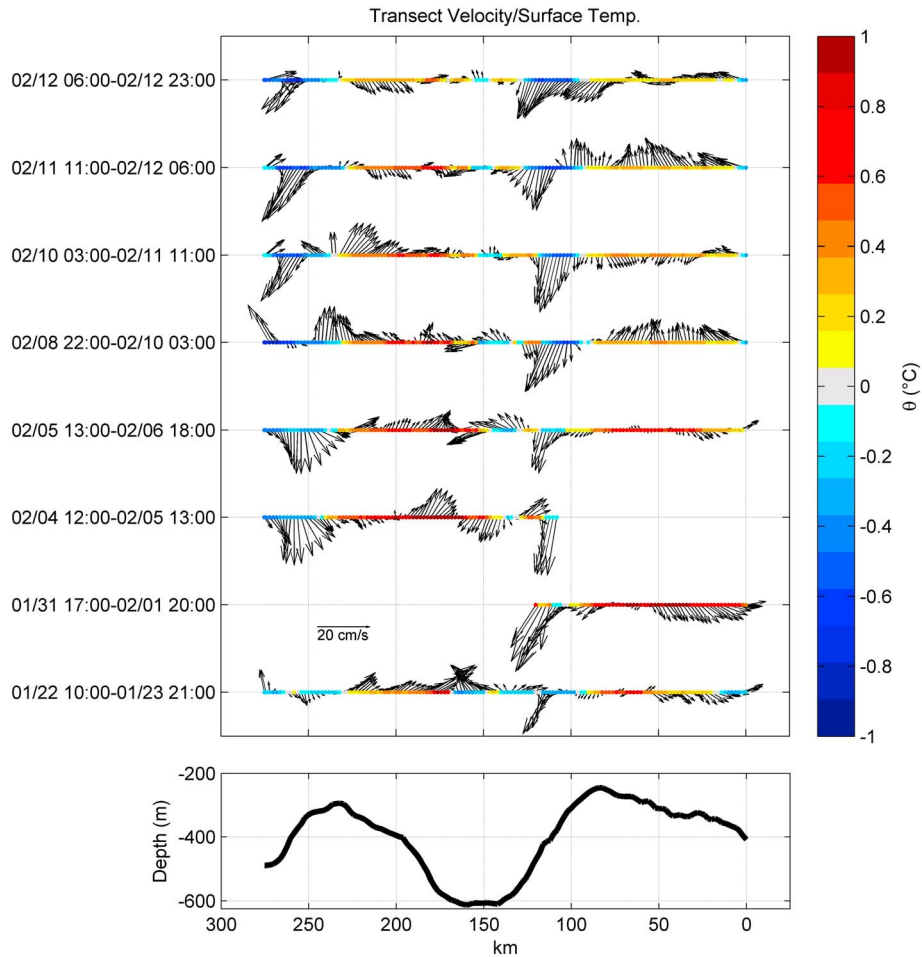 Transect Velocity/Surface Temp.
02/12 06:00-02/12 23:00
02/11 11:00-02/12 06:00
02/10 03:00-02/11 11:00
02/08 22:00-02/10 03:00
02/05 13:00-02/06 18:00
02/04 12:00-02/05 13:00
01/31 17:00-02/01 20:00
01/22 10:00-01/23 21:00
20 cm/s
1
0.8
0.6
0.4
0.2
0
-0.2
-0.4
-0.6
-0.8
-1
θ (°C)
Depth (m)
-200
-400
-600
300 250 200 150 100 50 0
km